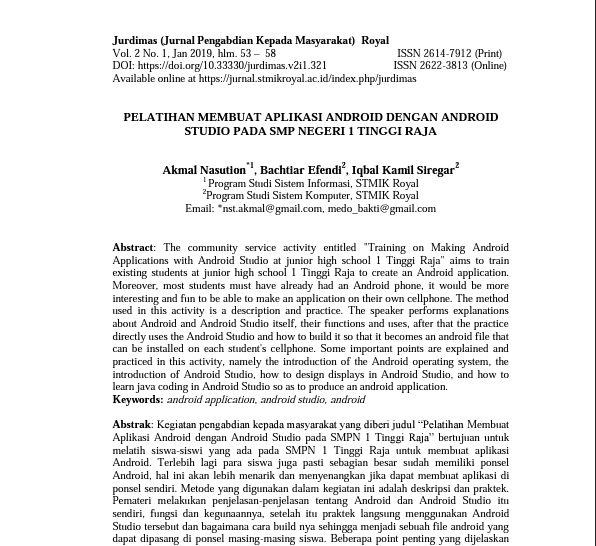 Jurdimas (Jurnal Pengabdian Kepada Masyarakat) Royal
Vol. 2 No. 1, Jan 2019, hlm. 53 – 58 ISSN 2614-7912 (Print)
DOI: https://doi.org/10.33330/jurdimas.v2i1.321 ISSN 2622-3813 (Online)
Available online at https://jurnal.stmikroyal.ac.id/index.php/jurdimas
PELATIHAN MEMBUAT APLIKASI ANDROID DENGAN ANDROID
STUDIO PADA SMP NEGERI 1 TINGGI RAJA
Akmal Nasution*1, Bachtiar Efendi2, Iqbal Kamil Siregar2
1Program Studi Sistem Informasi, STMIK Royal
2Program Studi Sistem Komputer, STMIK Royal
Email: *nst.akmal@gmail.com, medo_bakti@gmail.com
Abstract: The community service activity entitled "Training on Making Android
Applications with Android Studio at junior high school 1 Tinggi Raja" aims to train
existing students at junior high school 1 Tinggi Raja to create an Android application.
Moreover, most students must have already had an Android phone, it would be more
interesting and fun to be able to make an application on their own cellphone. The method
used in this activity is a description and practice. The speaker performs explanations
about Android and Android Studio itself, their functions and uses, after that the practice
directly uses the Android Studio and how to build it so that it becomes an android file that
can be installed on each student's cellphone. Some important points are explained and
practiced in this activity, namely the introduction of the Android operating system, the
introduction of Android Studio, how to design displays in Android Studio, and how to
learn java coding in Android Studio so as to produce an android application.
Keywords: android application, android studio, android
Abstrak: Kegiatan pengabdian kepada masyarakat yang diberi judul “Pelatihan Membuat
Aplikasi Android dengan Android Studio pada SMPN 1 Tinggi Raja” bertujuan untuk
melatih siswa-siswi yang ada pada SMPN 1 Tinggi Raja untuk membuat aplikasi
Android. Terlebih lagi para siswa juga pasti sebagian besar sudah memiliki ponsel
Android, hal ini akan lebih menarik dan menyenangkan jika dapat membuat aplikasi di
ponsel sendiri. Metode yang digunakan dalam kegiatan ini adalah deskripsi dan praktek.
Pemateri melakukan penjelasan-penjelasan tentang Android dan Android Studio itu
sendiri, fungsi dan kegunaannya, setelah itu praktek langsung menggunakan Android
Studio tersebut dan bagaimana cara build nya sehingga menjadi sebuah file android yang
dapat dipasang di ponsel masing-masing siswa. Beberapa point penting yang dijelaskan